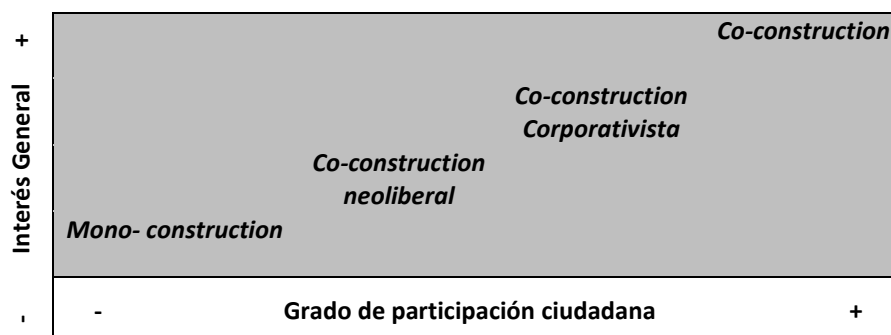 Co-construction
Co-construction
Corporativista
Co-construction
neoliberal
Mono- construction
- Interés General +
- Grado de participación ciudadana +